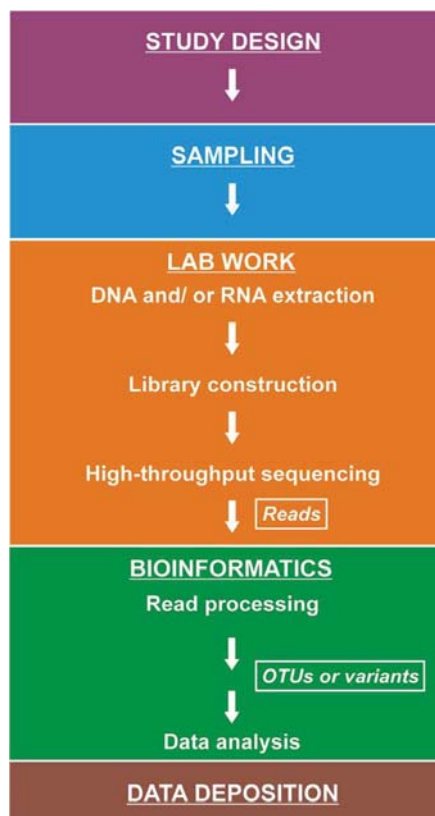 STUDY DESIGN
SAMPLING
LAB WORK
DNA and/ or RNA extraction
Library construction
High-throughput sequencing
Reads
BIOINFORMATICS
Read processing
OTUs or variants
Data analysis
DATA DEPOSITION